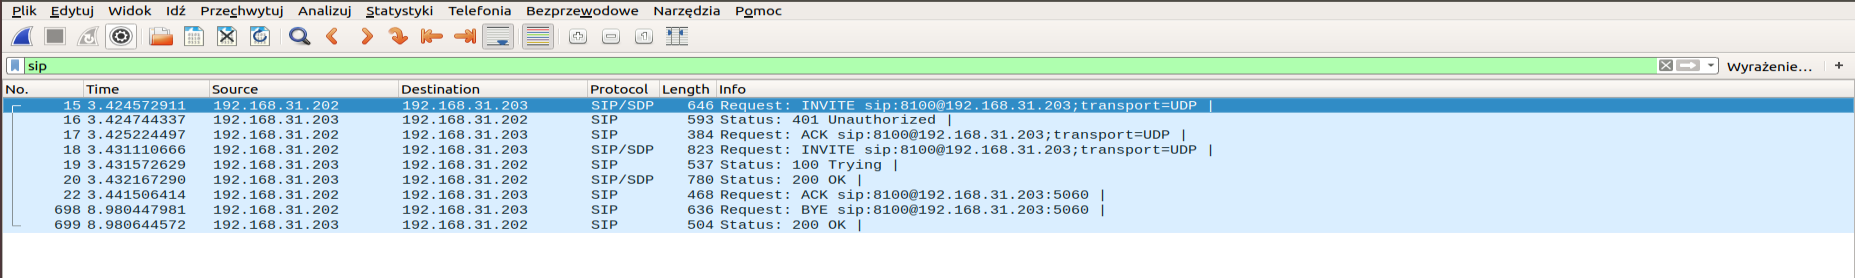 Plik Edytuj Widok Idź Przechwytuj Analizuj Statystyki Telefonia Bezprzewodowe Narzędzia Pomoc
sip Wyrażenie... +
No. Time Source Destination Protocol Length Info
15 3.424572911 192.168.31.202 192.168.31.203 SIP/SDP 646 Request: INVITE sip:8100@192.168.31.203;transport=UDP |
16 3.424744337 192.168.31.203 192.168.31.202 SIP 593 Status: 401 Unauthorized |
17 3.425224497 192.168.31.202 192.168.31.203 SIP 384 Request: ACK sip:8100@192.168.31.203;transport=UDP |
18 3.431110666 192.168.31.202 192.168.31.203 SIP/SDP 823 Request: INVITE sip:8100@192.168.31.203;transport=UDP |
19 3.431572629 192.168.31.203 192.168.31.202 SIP 537 Status: 100 Trying |
20 3.432167290 192.168.31.203 192.168.31.202 SIP/SDP 780 Status: 200 OK |
22 3.441506414 192.168.31.202 192.168.31.203 SIP 468 Request: ACK sip:8100@192.168.31.203:5060 |
698 8.980447981 192.168.31.202 192.168.31.203 SIP 636 Request: BYE sip:8100@192.168.31.203:5060 |
699 8.980644572 192.168.31.203 192.168.31.202 SIP 504 Status: 200 OK |